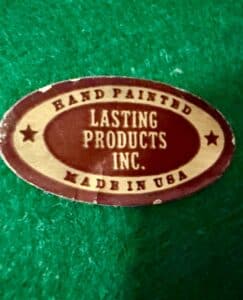 HAND PAINTED
LASTING
PRODUCTS
INC.
MADE IN USA